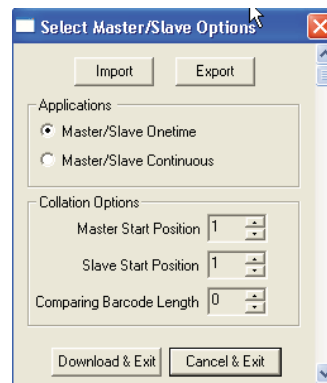 Select Master/Slave Options
Import Export
Applications
Master/Slave Onetime
Master/Slave Continuous
Collation Options
Master Start Position 1
Slave Start Position 1
Comparing Barcode Length 0
Download & Exit Cancel & Exit